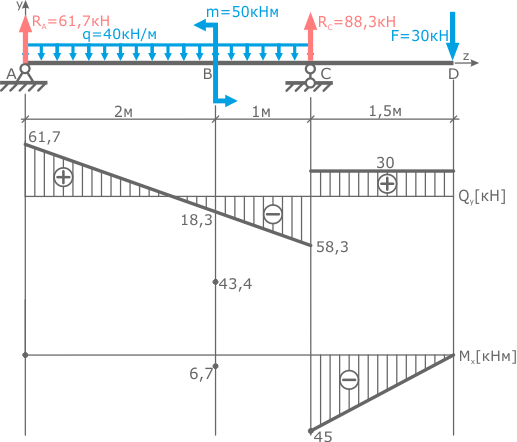 y
m=50кНм
R_A=61,7кН
R_C=88,3кН
q=40кН/м
F=30кН
A
B
C
D
z
2м
1м
1,5м
61,7
30
+
+
−
Q_y[кН]
18,3
58,3
43,4
M_x[кНм]
6,7
−
45